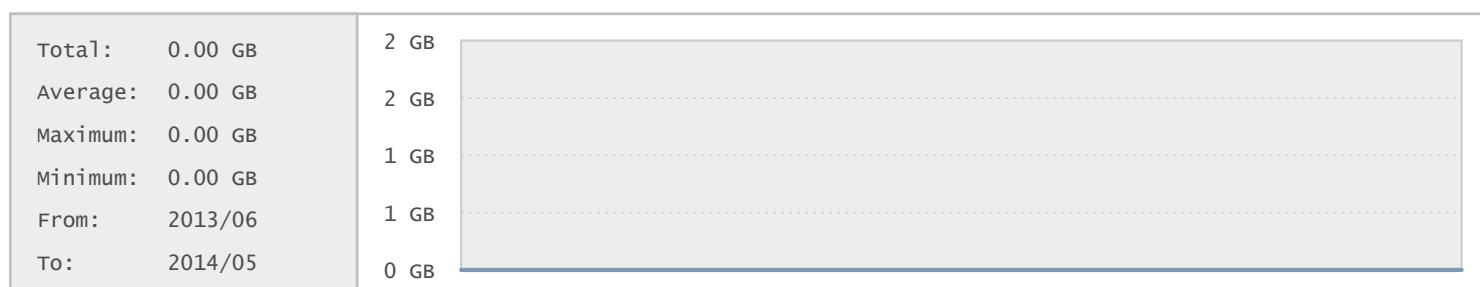 Total: 0.00 GB
Average: 0.00 GB
Maximum: 0.00 GB
Minimum: 0.00 GB
From: 2013/06
To: 2014/05
2 GB
2 GB
1 GB
1 GB
0 GB